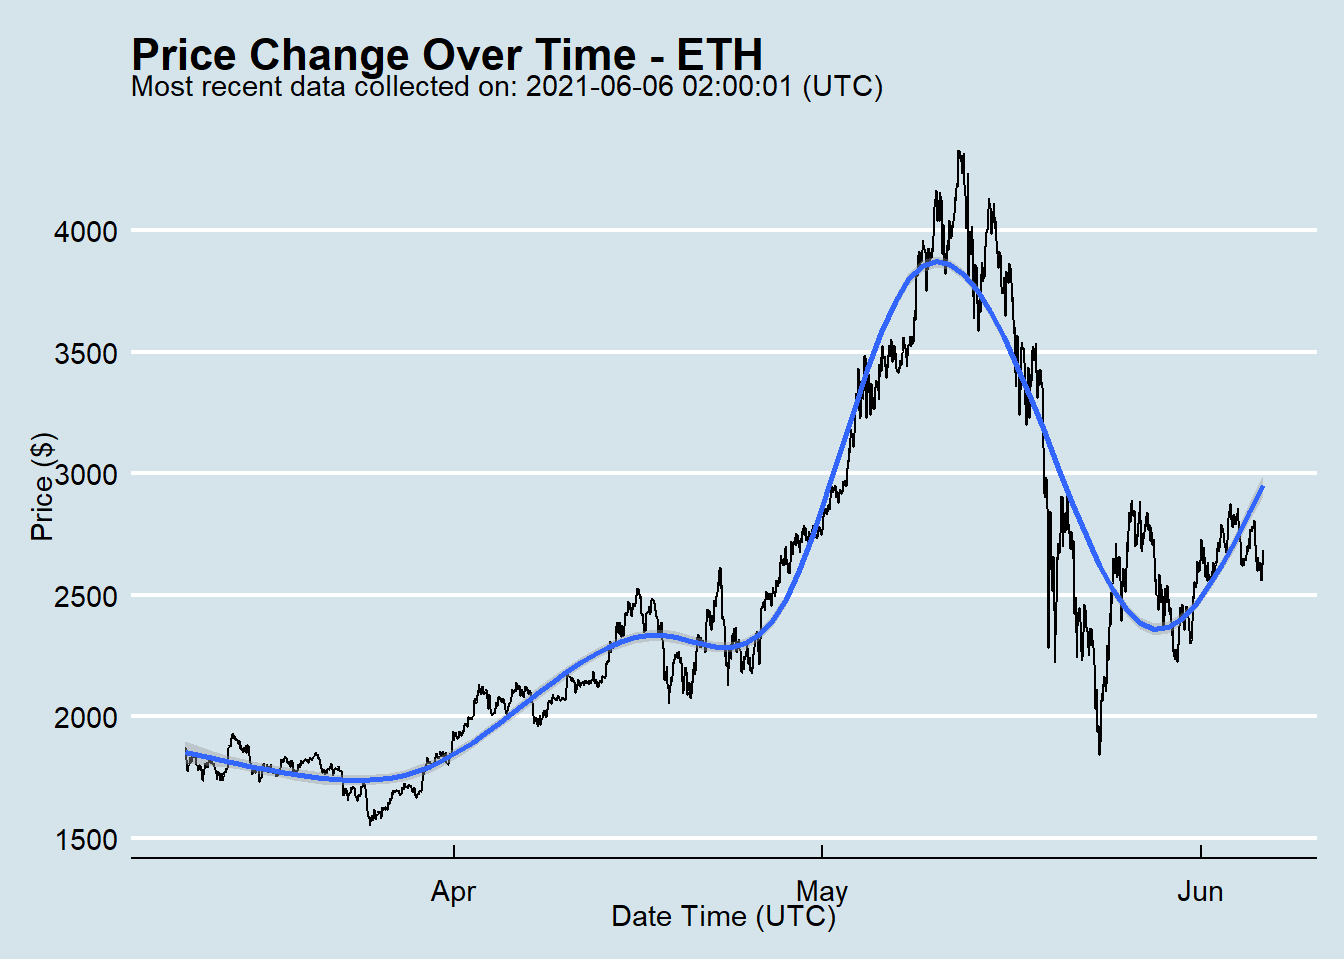 Price Change Over Time - ETH
Most recent data collected on: 2021-06-06 02:00:01 (UTC)
Price ($)
4000
3500
3000
2500
2000
1500
Apr May Jun
Date Time (UTC)